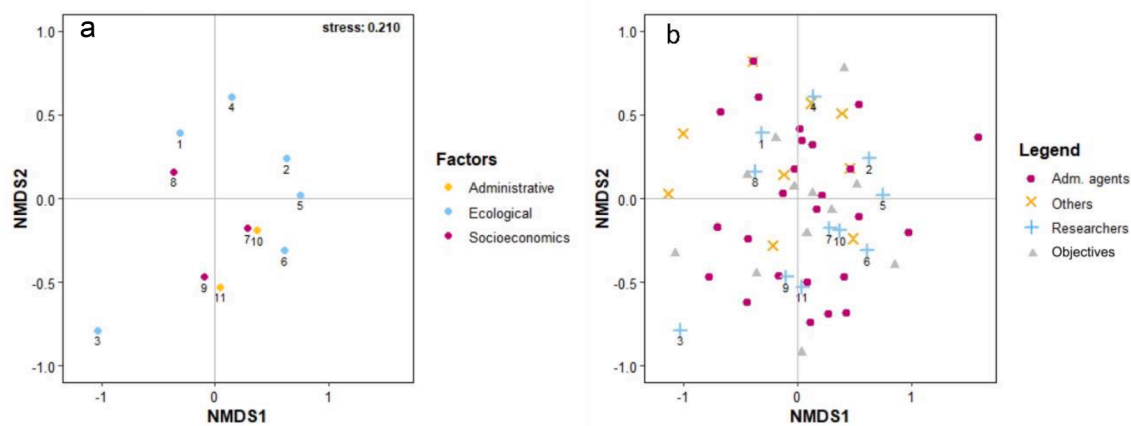 a
stress: 0.210
1.0
0.5
0.0
-0.5
-1.0
NMDS2
4
1
2
8
5
7 10
6
9
11
3
-1
0
1
NMDS1
Factors
Administrative
Ecological
Socioeconomics
b
1.0
0.5
0.0
-0.5
-1.0
NMDS2
4
1
2
8
5
7 10
6
9
11
3
-1
0
1
NMDS1
Legend
Adm. agents
Others
Researchers
Objectives